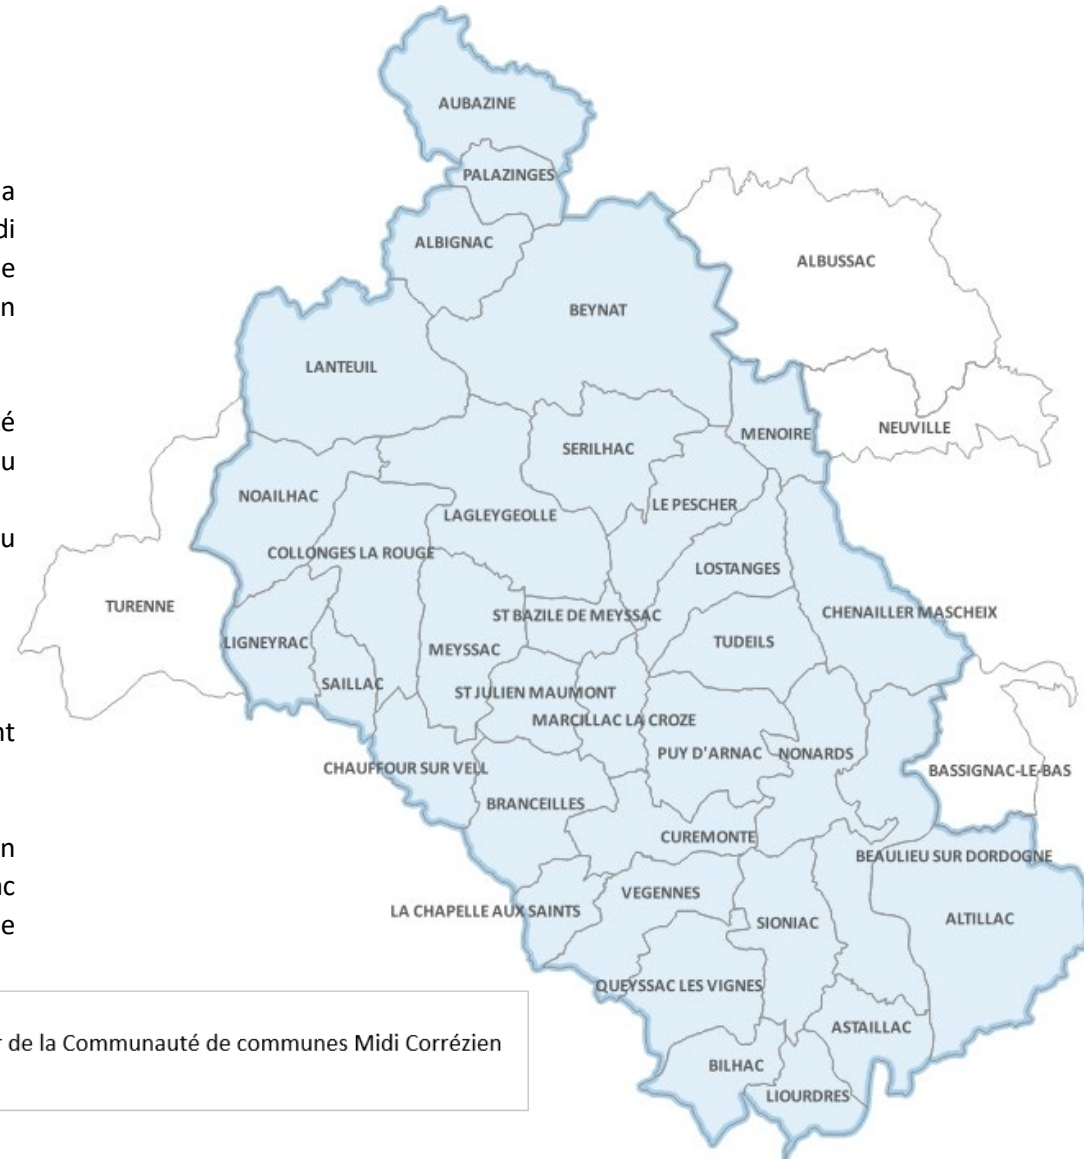 AUBAZINE
PALAZINGES
a
di
ALBIGNAC
e
ALBUSSAC
n
BEYNAT
LANTEUIL
é
u
MENOIRE
NEUVILLE
SERILHAC
NOAILHAC
LE PESCHER
LAGLEYGEOLLE
u
COLLONGES LA ROUGE
LOSTANGES
TURENNE
ST BAZILE DE MEYSSAC
CHENAILLER MASCHEIX
LIGNEYRAC
MEYSSAC
TUDEILS
SAILLAC
ST JULIEN MAUMONT
MARCILLAC LA CROZE
nt
PUY D'ARNAC
NONARDS
CHAUFFOUR SUR VELL
BASSIGNAC-LE-BAS
BRANCEILLES
CUREMONTE
n
BEAULIEU SUR DORDOGNE
ac
VEGENNES
LA CHAPELLE AUX SAINTS
SIONIAC
ALTILLAC
e
QUEYSSAC LES VIGNES
ASTAILLAC
r de la Communauté de communes Midi Corrézien
BILHAC
LIOURDRES